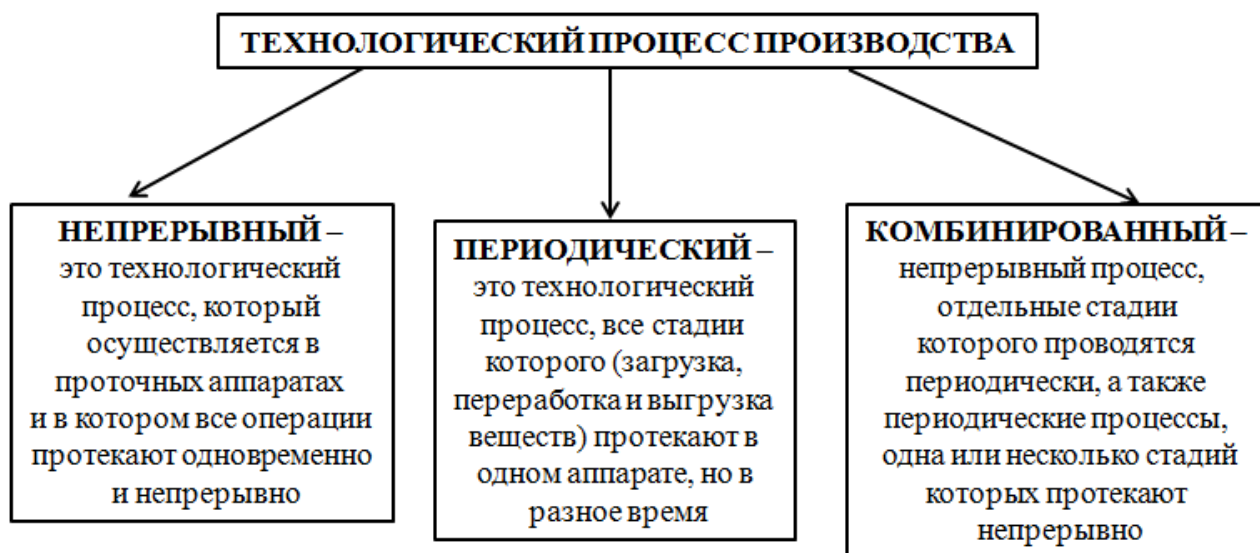 ТЕХНОЛОГИЧЕСКИЙ ПРОЦЕСС ПРОИЗВОДСТВА
НЕПРЕРЫВНЫЙ –
это технологический
процесс, который
осуществляется в
проточных аппаратах
и в котором все операции
протекают одновременно
и непрерывно
ПЕРИОДИЧЕСКИЙ –
это технологический
процесс, все стадии
которого (загрузка,
переработка и выгрузка
веществ) протекают в
одном аппарате, но в
разное время
КОМБИНИРОВАННЫЙ –
непрерывный процесс,
отдельные стадии
которого проводятся
периодически, а также
периодические процессы,
одна или несколько стадий
которых протекают
непрерывно